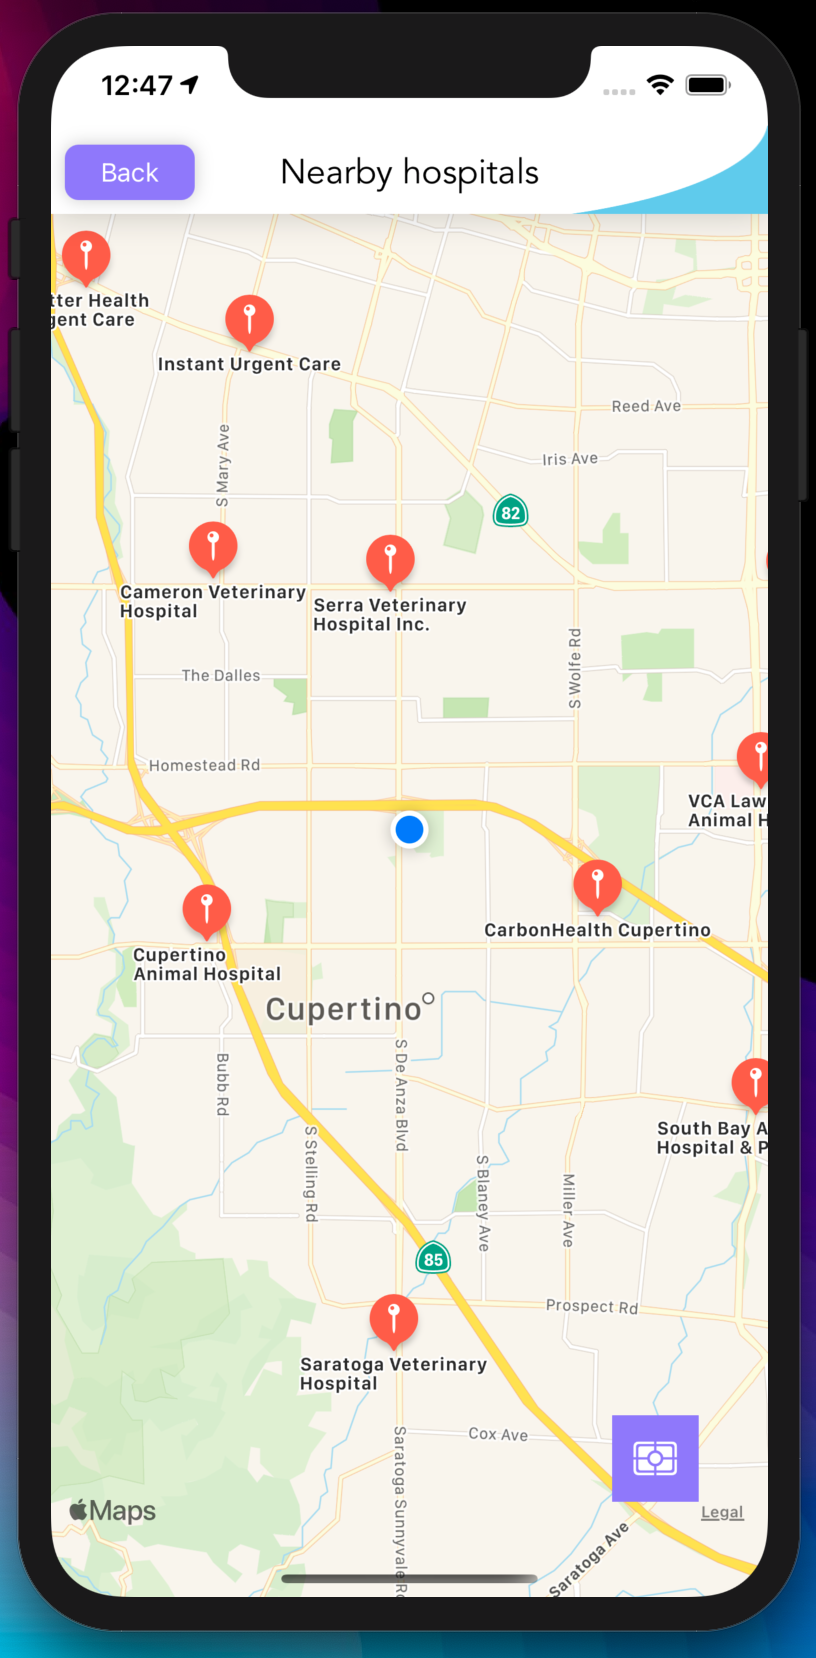 12:47
Back
Nearby hospitals
tter Health
gent Care
Instant Urgent Care
Reed Ave
S Mary Ave
Iris Ave
82
Cameron Veterinary
Hospital
Serra Veterinary
Hospital Inc.
S Wolfe Rd
The Dalles
Homestead Rd
VCA Law
Animal H
CarbonHealth Cupertino
Cupertino
Animal Hospital
Cupertino
S De Anza Blvd
Bubb Rd
South Bay A
Hospital & P
S Stelling Rd
S Blaney Ave
Miller Ave
85
Prospect Rd
Saratoga Veterinary
Hospital
Cox Ave
Saratoga Sunnyvale Rd
Maps
Legal
Saratoga Ave